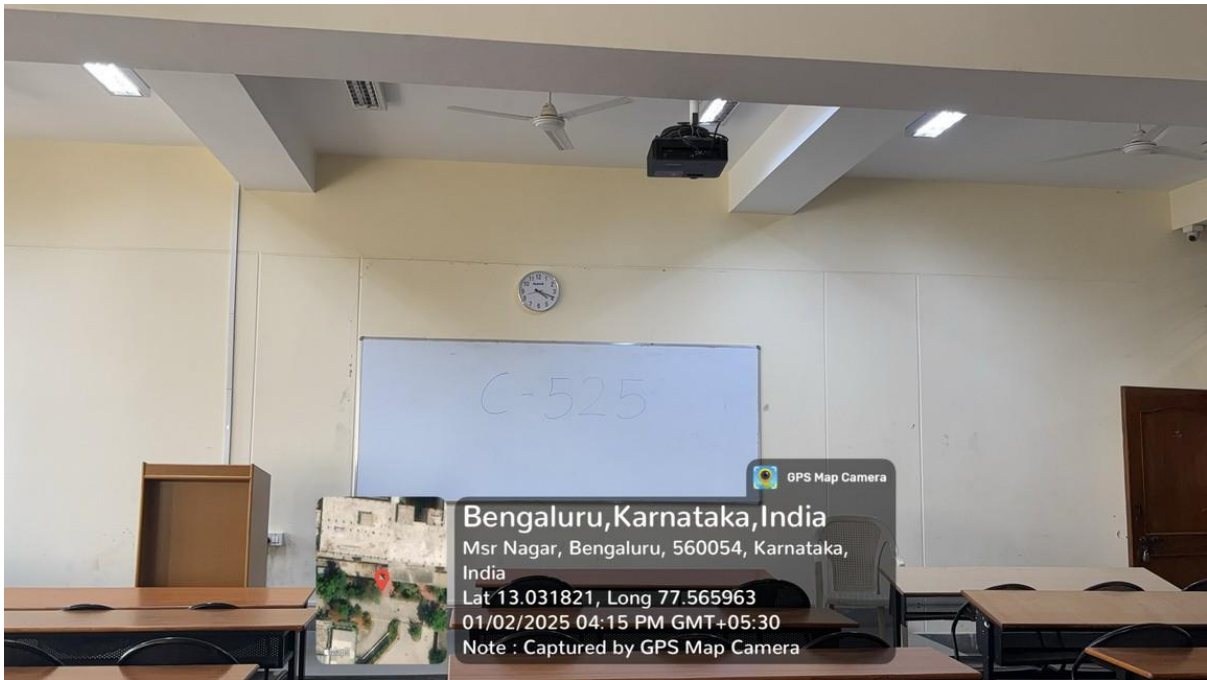 C-525
GPS Map Camera
Bengaluru,Karnataka,India
Msr Nagar, Bengaluru, 560054, Karnataka,
India
Lat 13.031821, Long 77.565963
01/02/2025 04:15 PM GMT+05:30
Note : Captured by GPS Map Camera